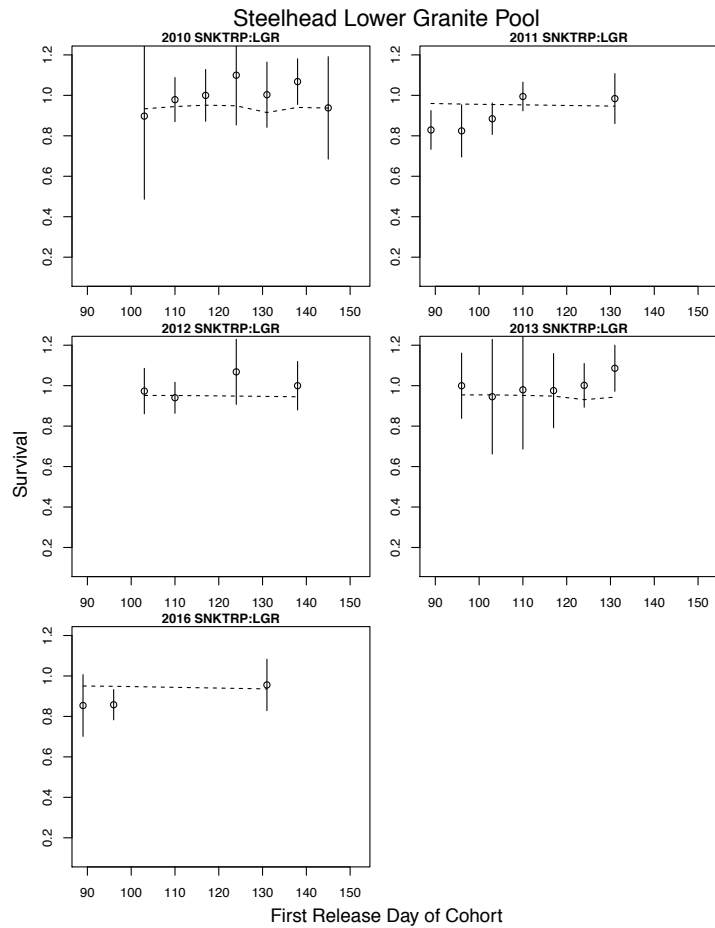 Steelhead Lower Granite Pool
2010 SNKTRP:LGR
2011 SNKTRP:LGR
0.2 0.4 0.6 0.8 1.0 1.2
0.2 0.4 0.6 0.8 1.0 1.2
90 100 110 120 130 140 150
90 100 110 120 130 140 150
2012 SNKTRP:LGR
2013 SNKTRP:LGR
Survival
0.2 0.4 0.6 0.8 1.0 1.2
0.2 0.4 0.6 0.8 1.0 1.2
90 100 110 120 130 140 150
90 100 110 120 130 140 150
2016 SNKTRP:LGR
0.2 0.4 0.6 0.8 1.0 1.2
90 100 110 120 130 140 150
First Release Day of Cohort